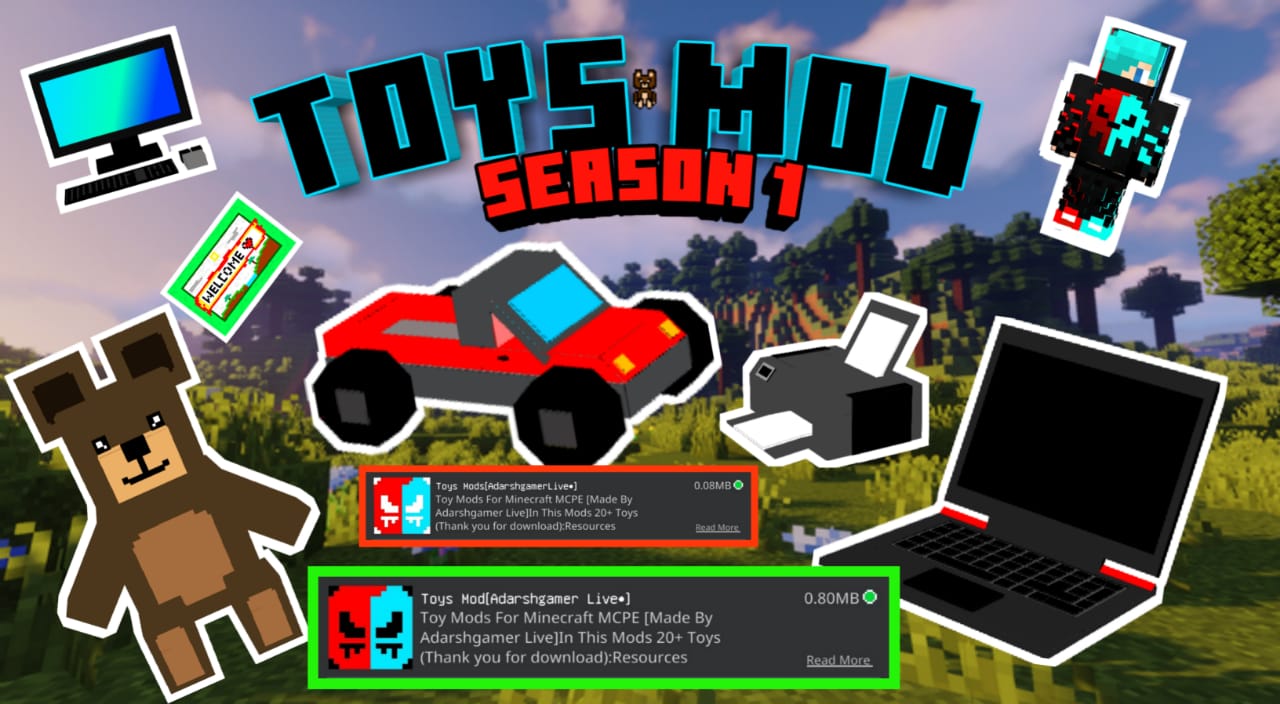 TOYS MOD
SEASON 1
WELCOME
Toys Mods[AdarshgamerLive•]
0.08MB
Toy Mods For Minecraft MCPE [Made By
Adarshgamer Live]In This Mods 20+ Toys
(Thank you for download):Resources
Read More
Toys Mod[Adarshgamer Live•]
0.80MB
Toy Mods For Minecraft MCPE [Made By
Adarshgamer Live]In This Mods 20+ Toys
(Thank you for download):Resources
Read More